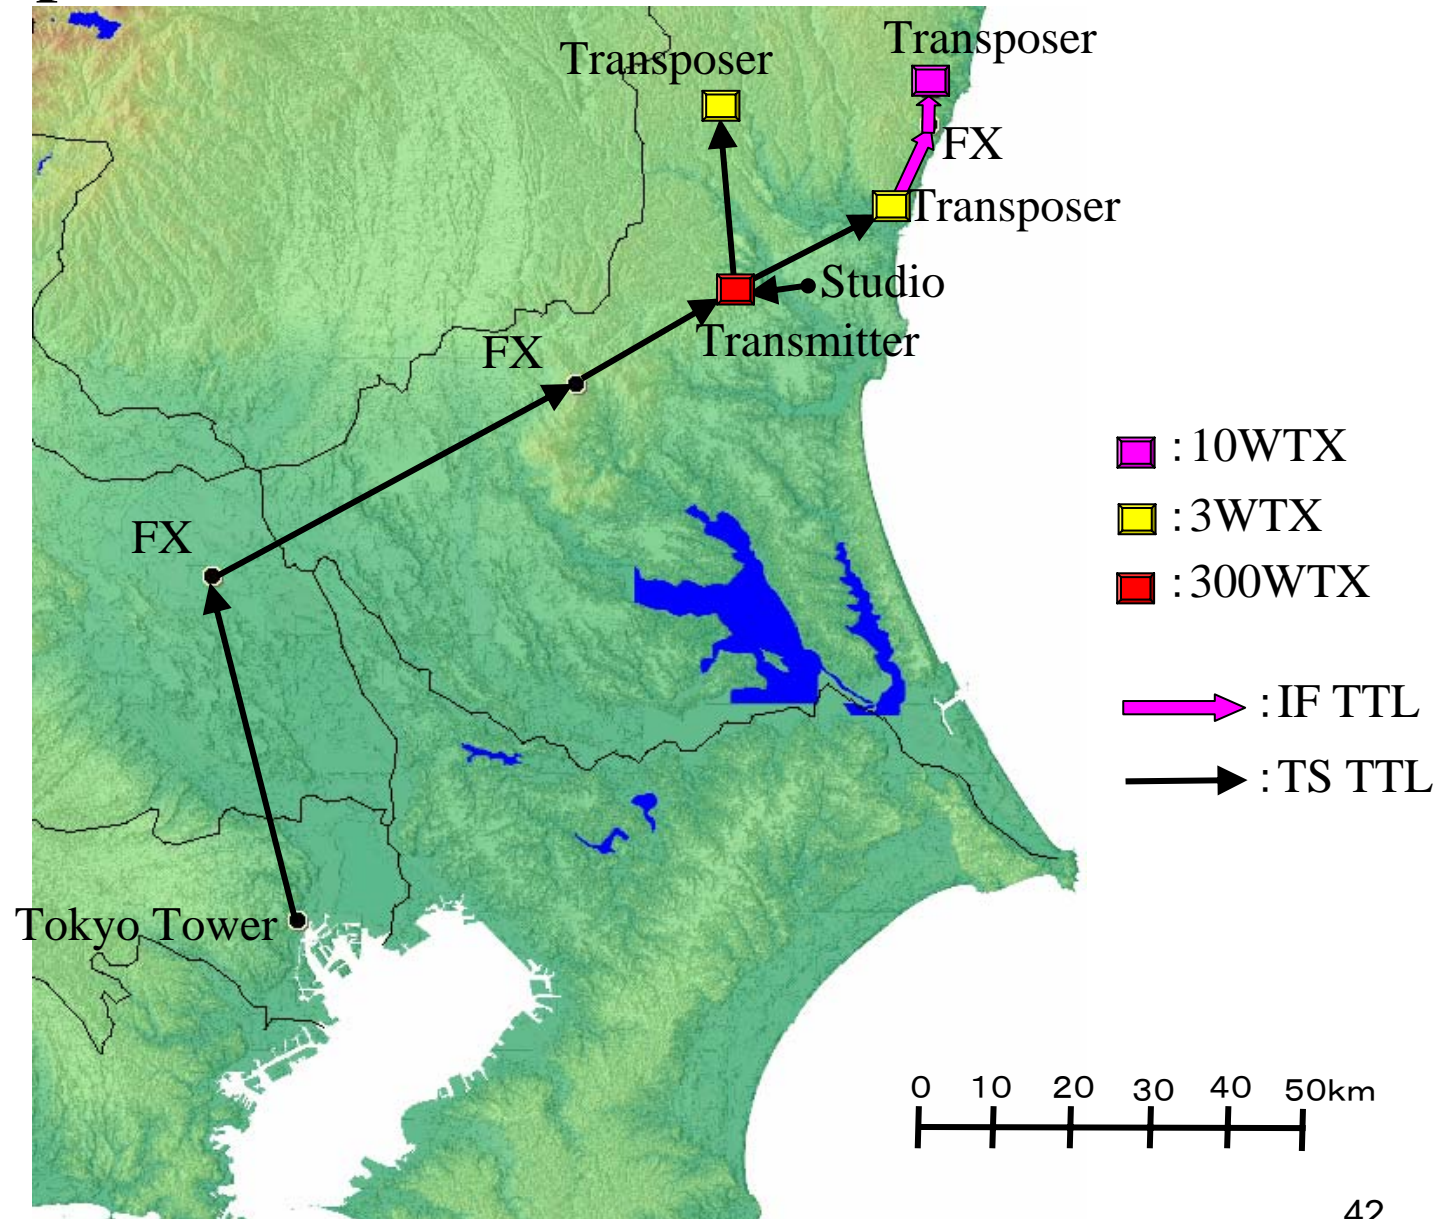 Transposer
Transposer
FX
Transposer
Studio
Transmitter
FX
FX
Tokyo Tower
: 10WTX
: 3WTX
: 300WTX
: IF TTL
: TS TTL
0 10 20 30 40 50km
42